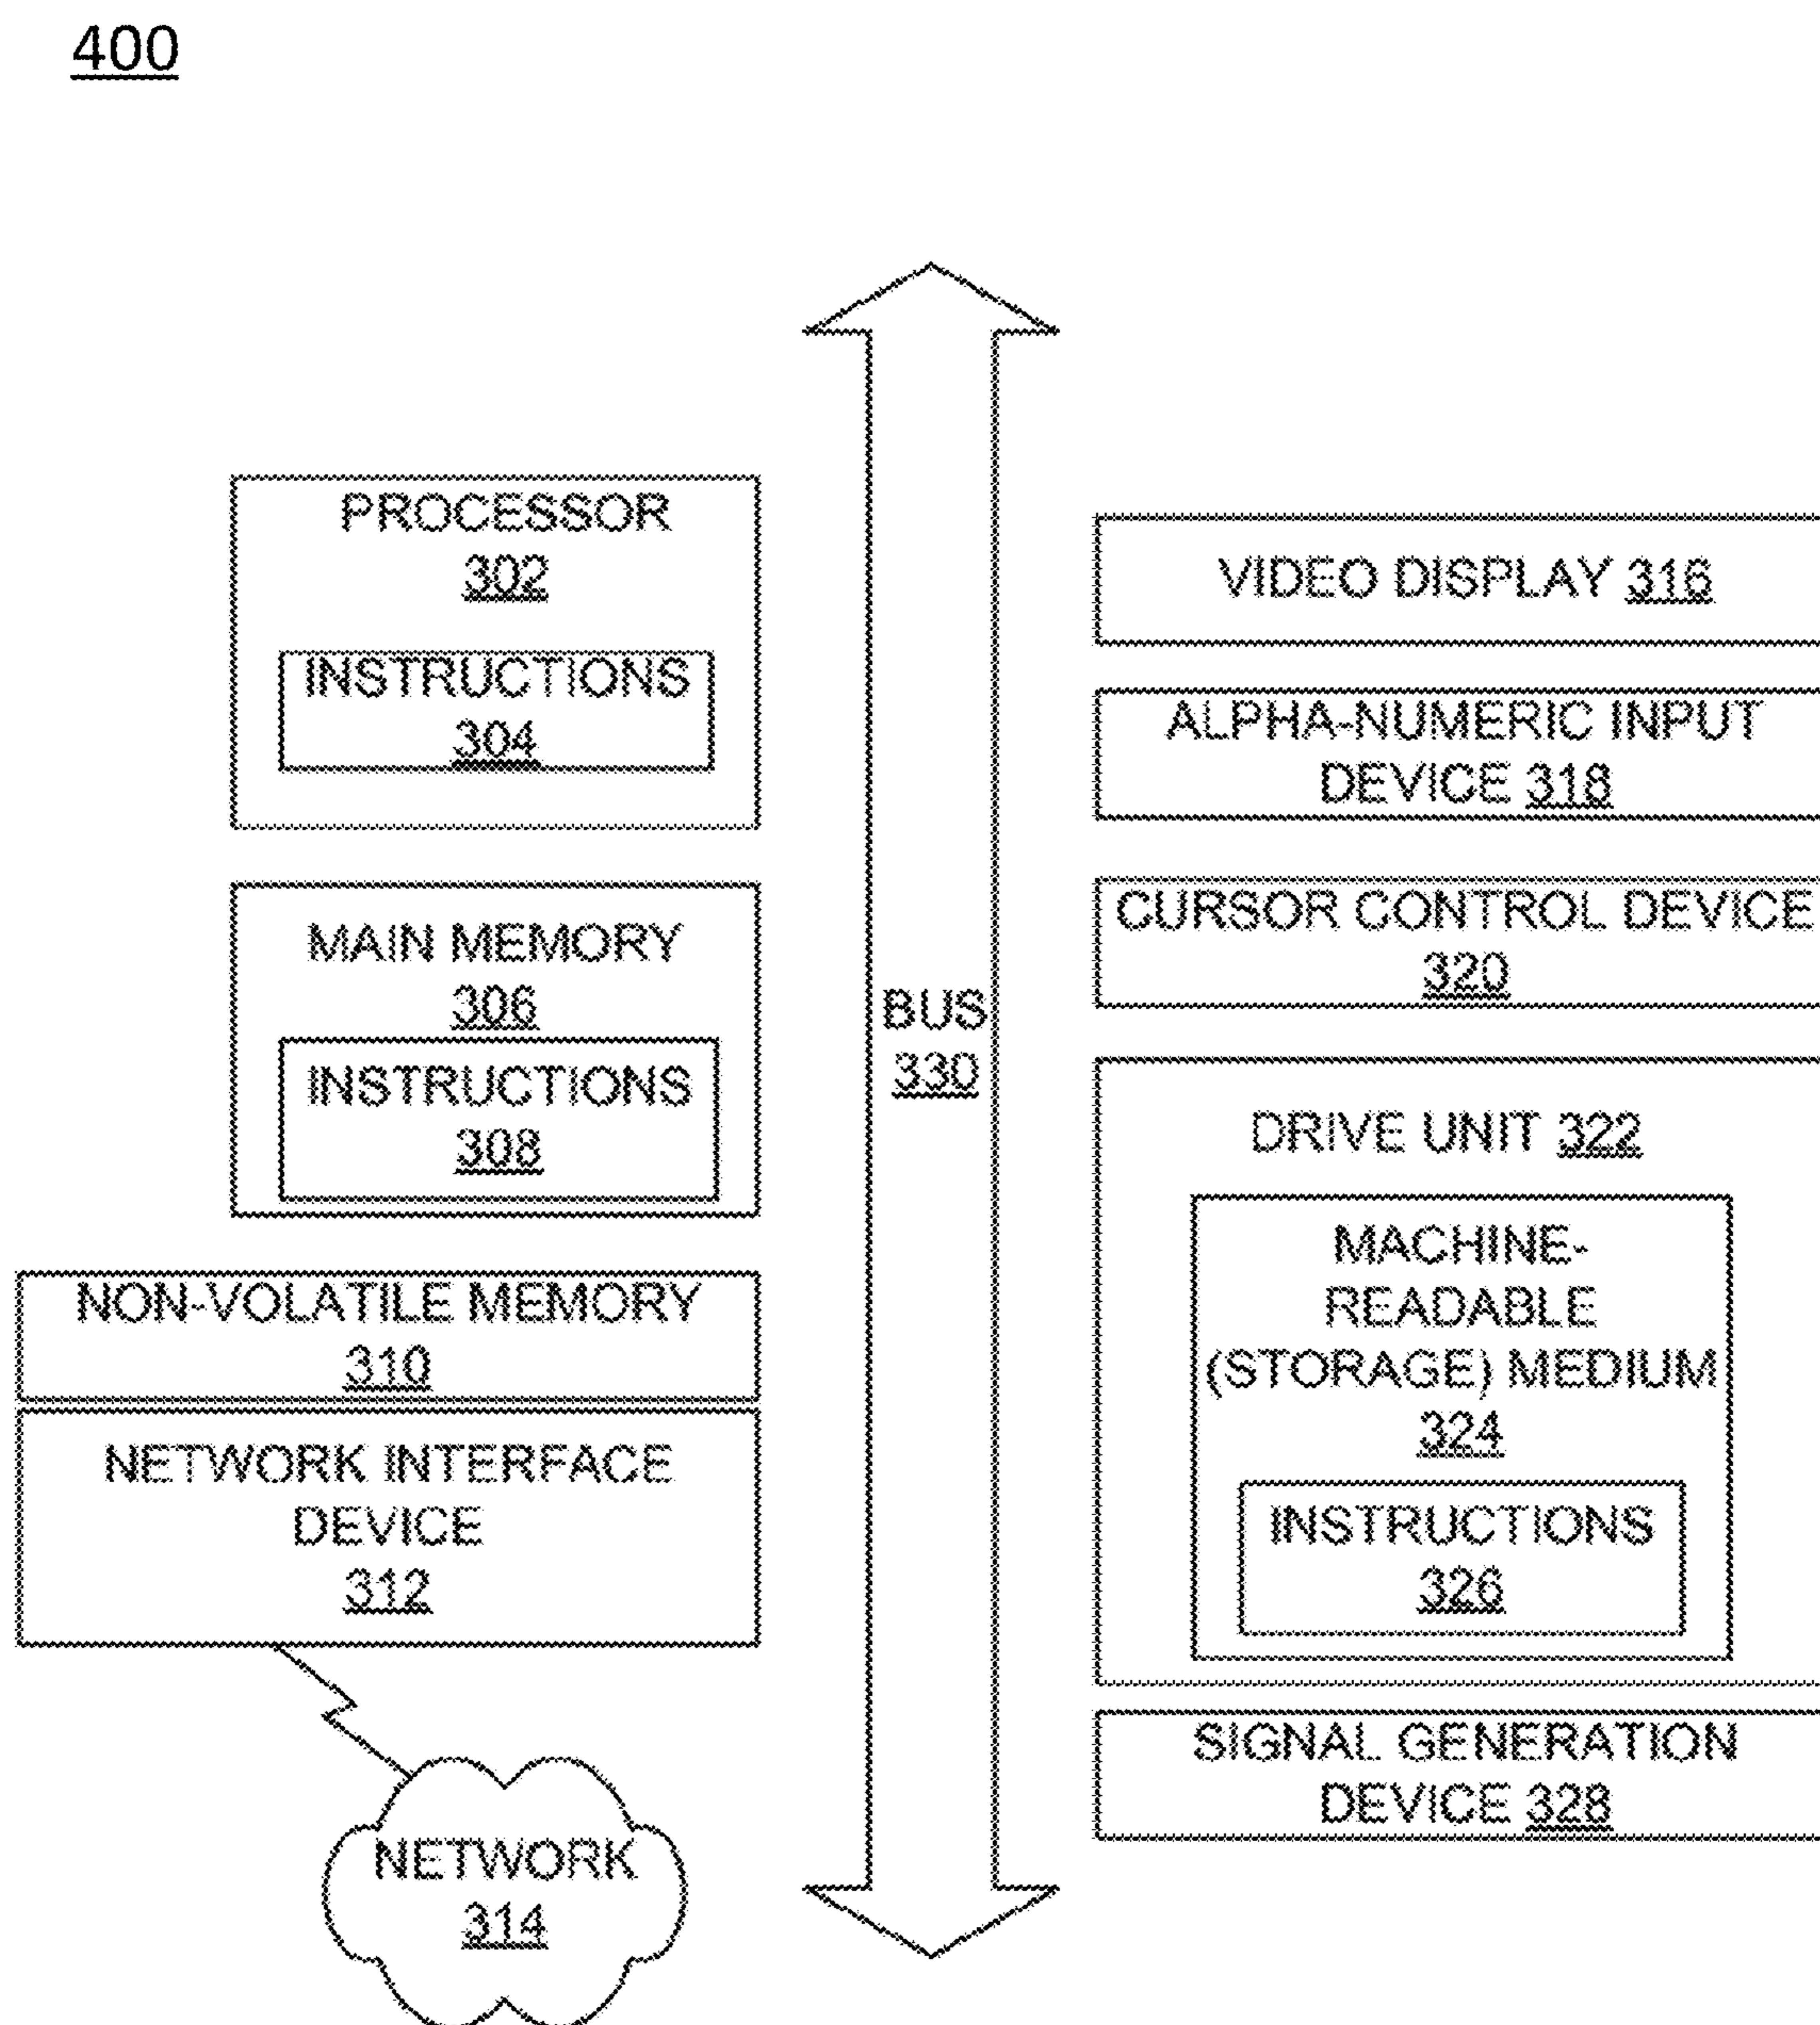 400
PROCESSOR
302
INSTRUCTIONS
304
MAIN MEMORY
306
INSTRUCTIONS
308
NON-VOLATILE MEMORY
310
NETWORK INTERFACE
DEVICE
312
NETWORK
314
BUS
330
VIDEO DISPLAY 316
ALPHA-NUMERIC INPUT
DEVICE 318
CURSOR CONTROL DEVICE
320
DRIVE UNIT 322
MACHINE-
READABLE
(STORAGE) MEDIUM
324
INSTRUCTIONS
326
SIGNAL GENERATION
DEVICE 328